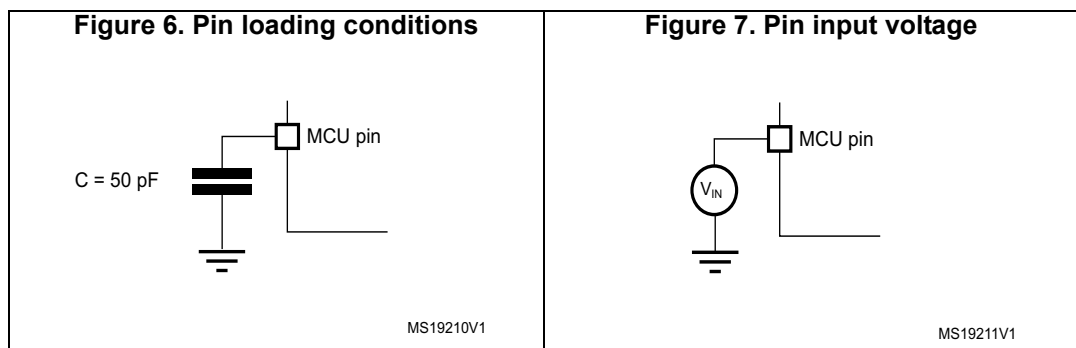 Figure 6. Pin loading conditions
MCU pin
C = 50 pF
MS19210V1
Figure 7. Pin input voltage
MCU pin
VIN
MS19211V1